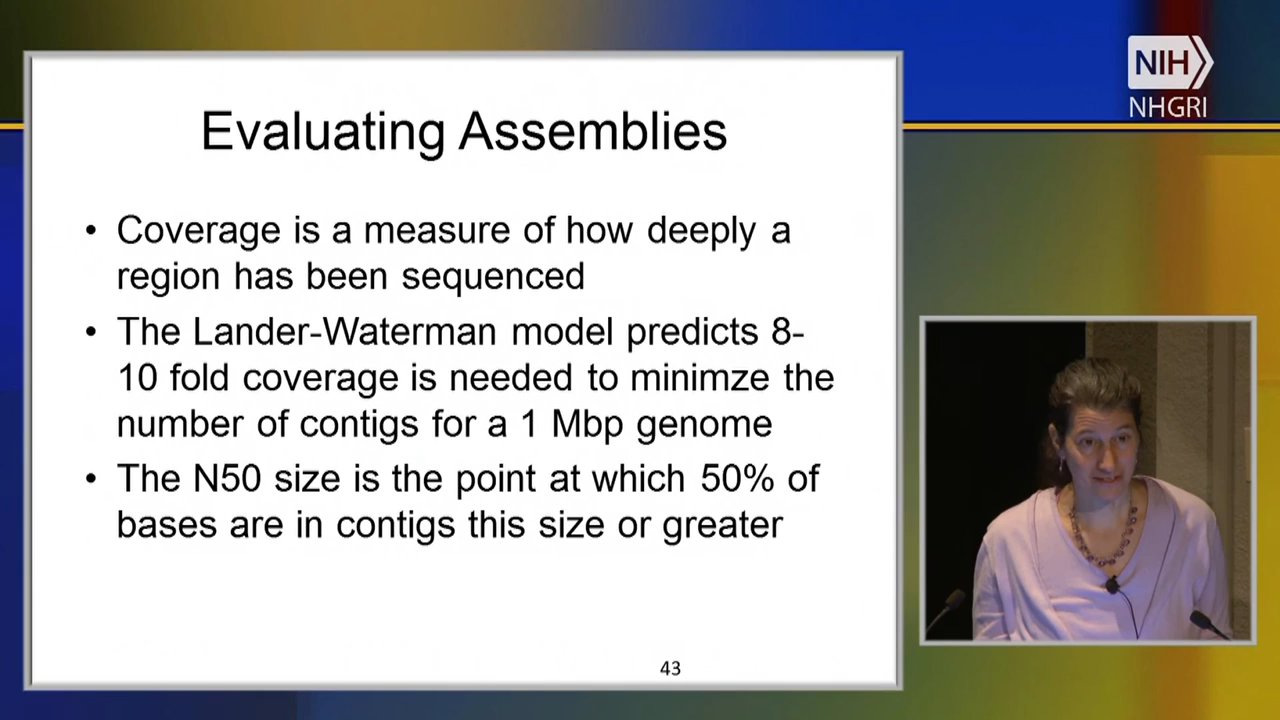 NIH
NHGRI
Evaluating Assemblies
• Coverage is a measure of how deeply a
region has been sequenced
• The Lander-Waterman model predicts 8-
10 fold coverage is needed to minimze the
number of contigs for a 1 Mbp genome
• The N50 size is the point at which 50% of
bases are in contigs this size or greater
43